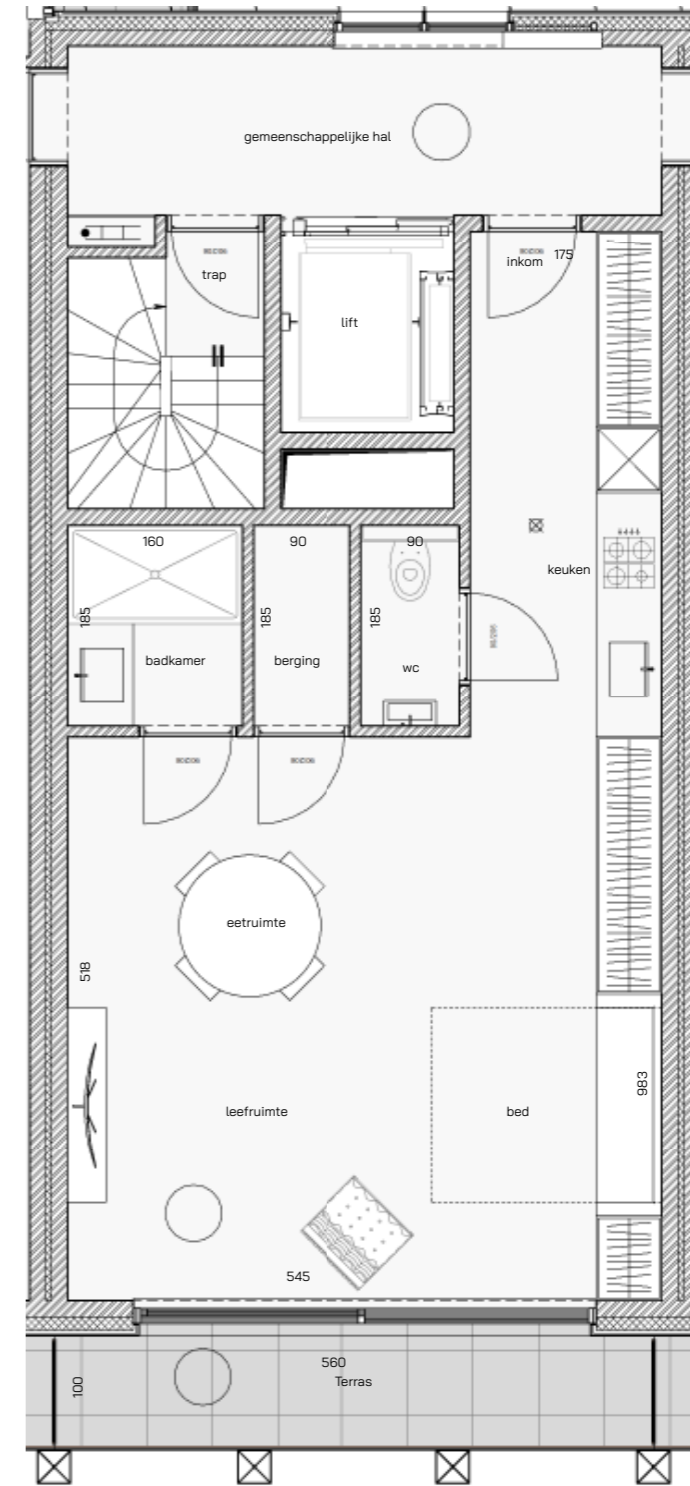 gemeenschappelijke hal
trap
inkom
175
lift
keuken
160
90
90
185
185
185
badkamer
berging
wc
eetruimte
518
983
leefruimte
bed
545
560
Terras
100